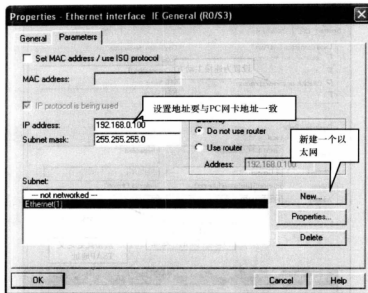 Properties - Ethernet interface IE General (R0/S3)
General
Parameters
Set MAC address / use ISO protocol
MAC address:
IP protocol is being used
设置地址要与PC网卡地址一致
IP address:
192.168.0.100
Subnet mask:
255.255.255.0
Do not use router
Use router
Address:
192.168.0.100
新建一个以
太网
Subnet:
--- not networked ---
Ethernet(1)
New...
Properties...
Delete
OK
Cancel
Help